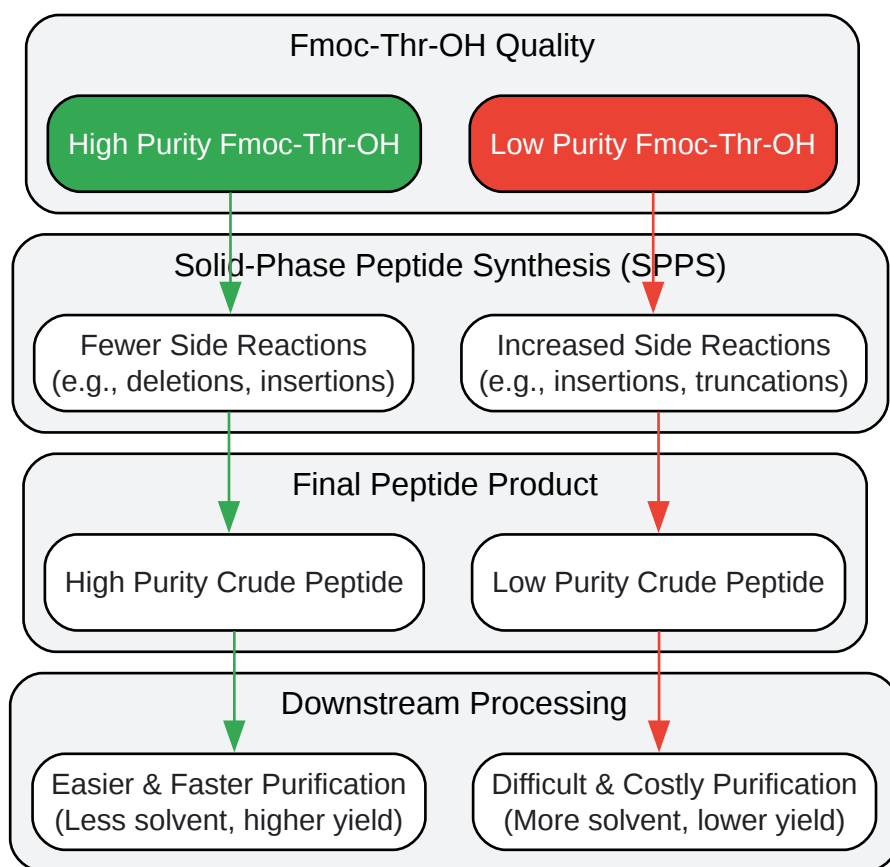 Fmoc-Thr-OH Quality
High Purity Fmoc-Thr-OH
Low Purity Fmoc-Thr-OH
Solid-Phase Peptide Synthesis (SPPS)
Fewer Side Reactions
(e.g., deletions, insertions)
Increased Side Reactions
(e.g., insertions, truncations)
Final Peptide Product
High Purity Crude Peptide
Low Purity Crude Peptide
Downstream Processing
Easier & Faster Purification
(Less solvent, higher yield)
Difficult & Costly Purification
(More solvent, lower yield)